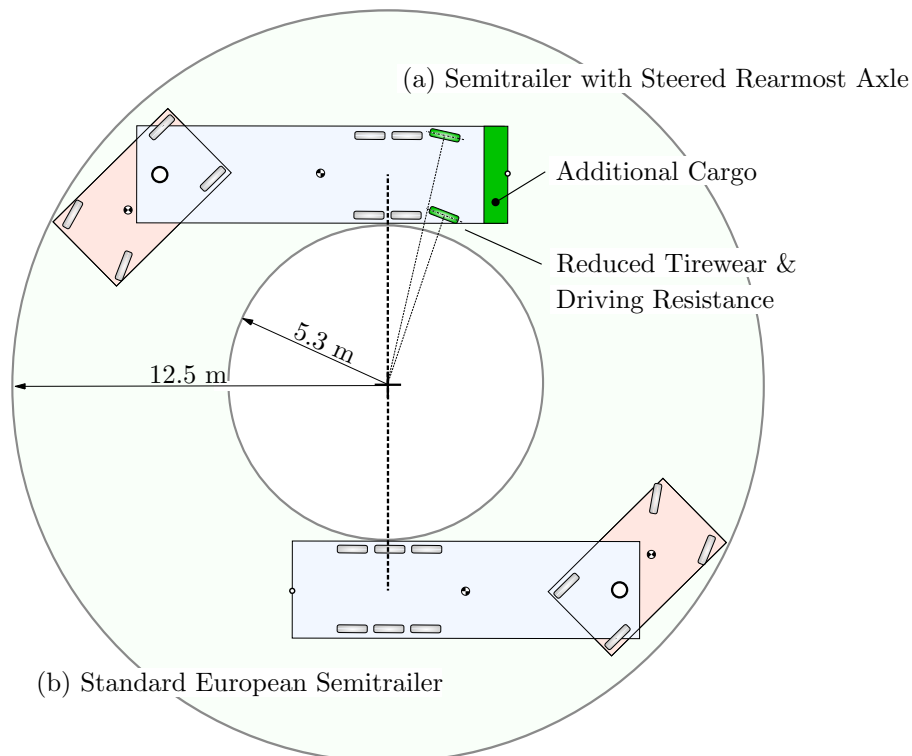 (a) Semitrailer with Steered Rearmost Axle
Additional Cargo
Reduced Tirewear &
Driving Resistance
5.3 m
12.5 m
(b) Standard European Semitrailer